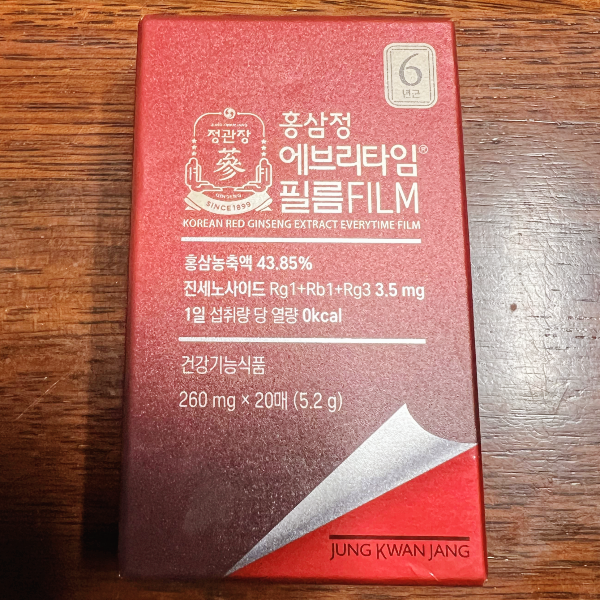 6
년근
정관장
蔘
SINCE 1899
홍삼정
에브리타임®
필름FILM
KOREAN RED GINSENG EXTRACT EVERYTIME FILM
홍삼농축액 43.85%
진세노사이드 Rg1+Rb1+Rg3 3.5 mg
1일 섭취량 당 열량 0kcal
건강기능식품
260 mg × 20매 (5.2 g)
JUNG KWAN JANG